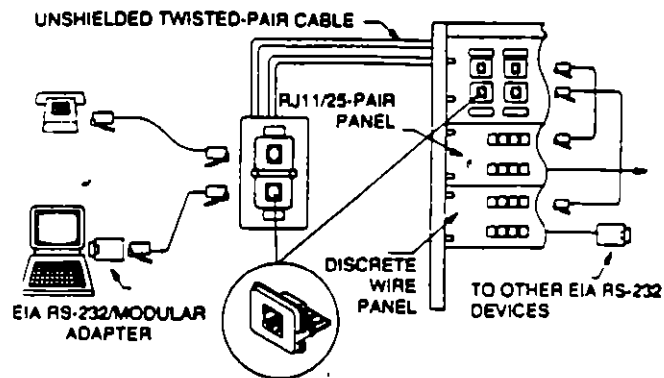 UNSHIELDED TWISTED-PAIR CABLE
RJ11/25-PAIR
PANEL
DISCRETE
WIRE
PANEL
EIA RS-232/MODULAR
ADAPTER
TO OTHER EIA RS-232
DEVICES